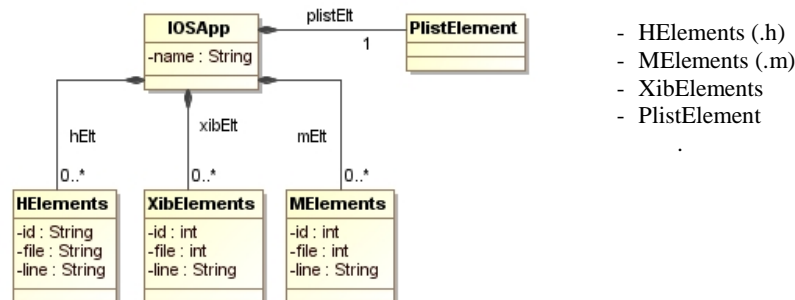 IOSApp
-name : String
plistElt
1
PlistElement
hElt
0..*
xibElt
0..*
mElt
0..*
HElements
-id : String
-file : String
-line : String
XibElements
-id : int
-file : int
-line : String
MElements
-id : int
-file : int
-line : String
- HElements (.h)
- MElements (.m)
- XibElements
- PlistElement
.